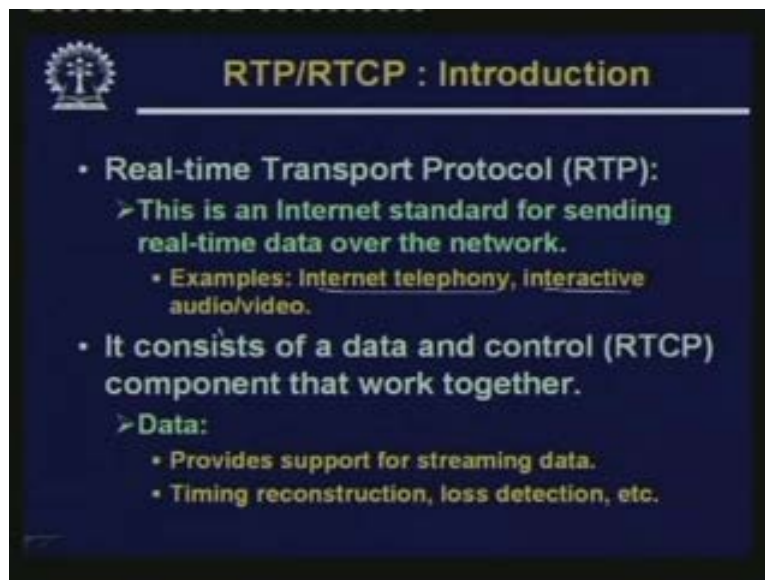 RTP/RTCP : Introduction
• Real-time Transport Protocol (RTP):
➢This is an Internet standard for sending
real-time data over the network.
▪ Examples: Internet telephony, interactive
audio/video.
• It consists of a data and control (RTCP)
component that work together.
➢Data:
▪ Provides support for streaming data.
▪ Timing reconstruction, loss detection, etc.